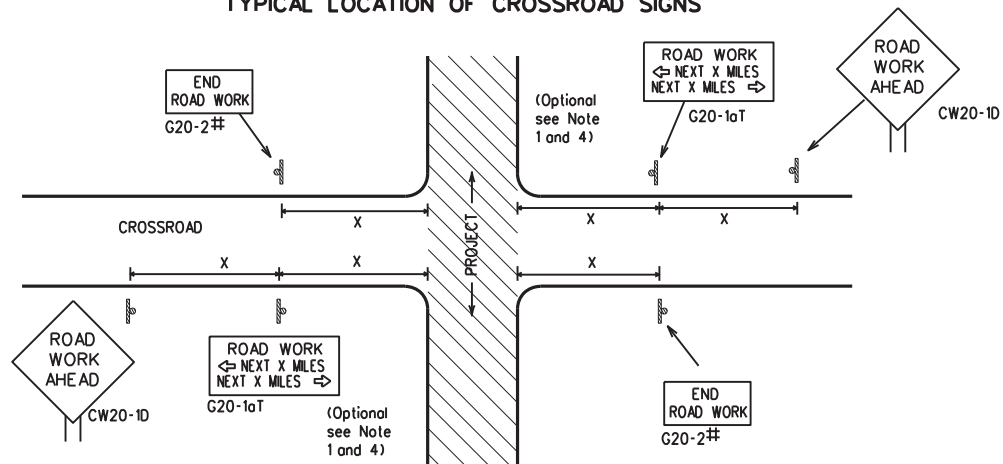 TYPICAL LOCATION OF CROSSROAD SIGNS
END
ROAD WORK
G20-2#
(Optional
see Note
1 and 4)
ROAD WORK
⇦ NEXT X MILES
NEXT X MILES ⇨
G20-1aT
ROAD
WORK
AHEAD
CW20-1D
X
X
X
CROSSROAD
PROJECT
X
X
X
ROAD
WORK
AHEAD
CW20-1D
ROAD WORK
⇦ NEXT X MILES
NEXT X MILES ⇨
G20-1aT
(Optional
see Note
1 and 4)
END
ROAD WORK
G20-2#